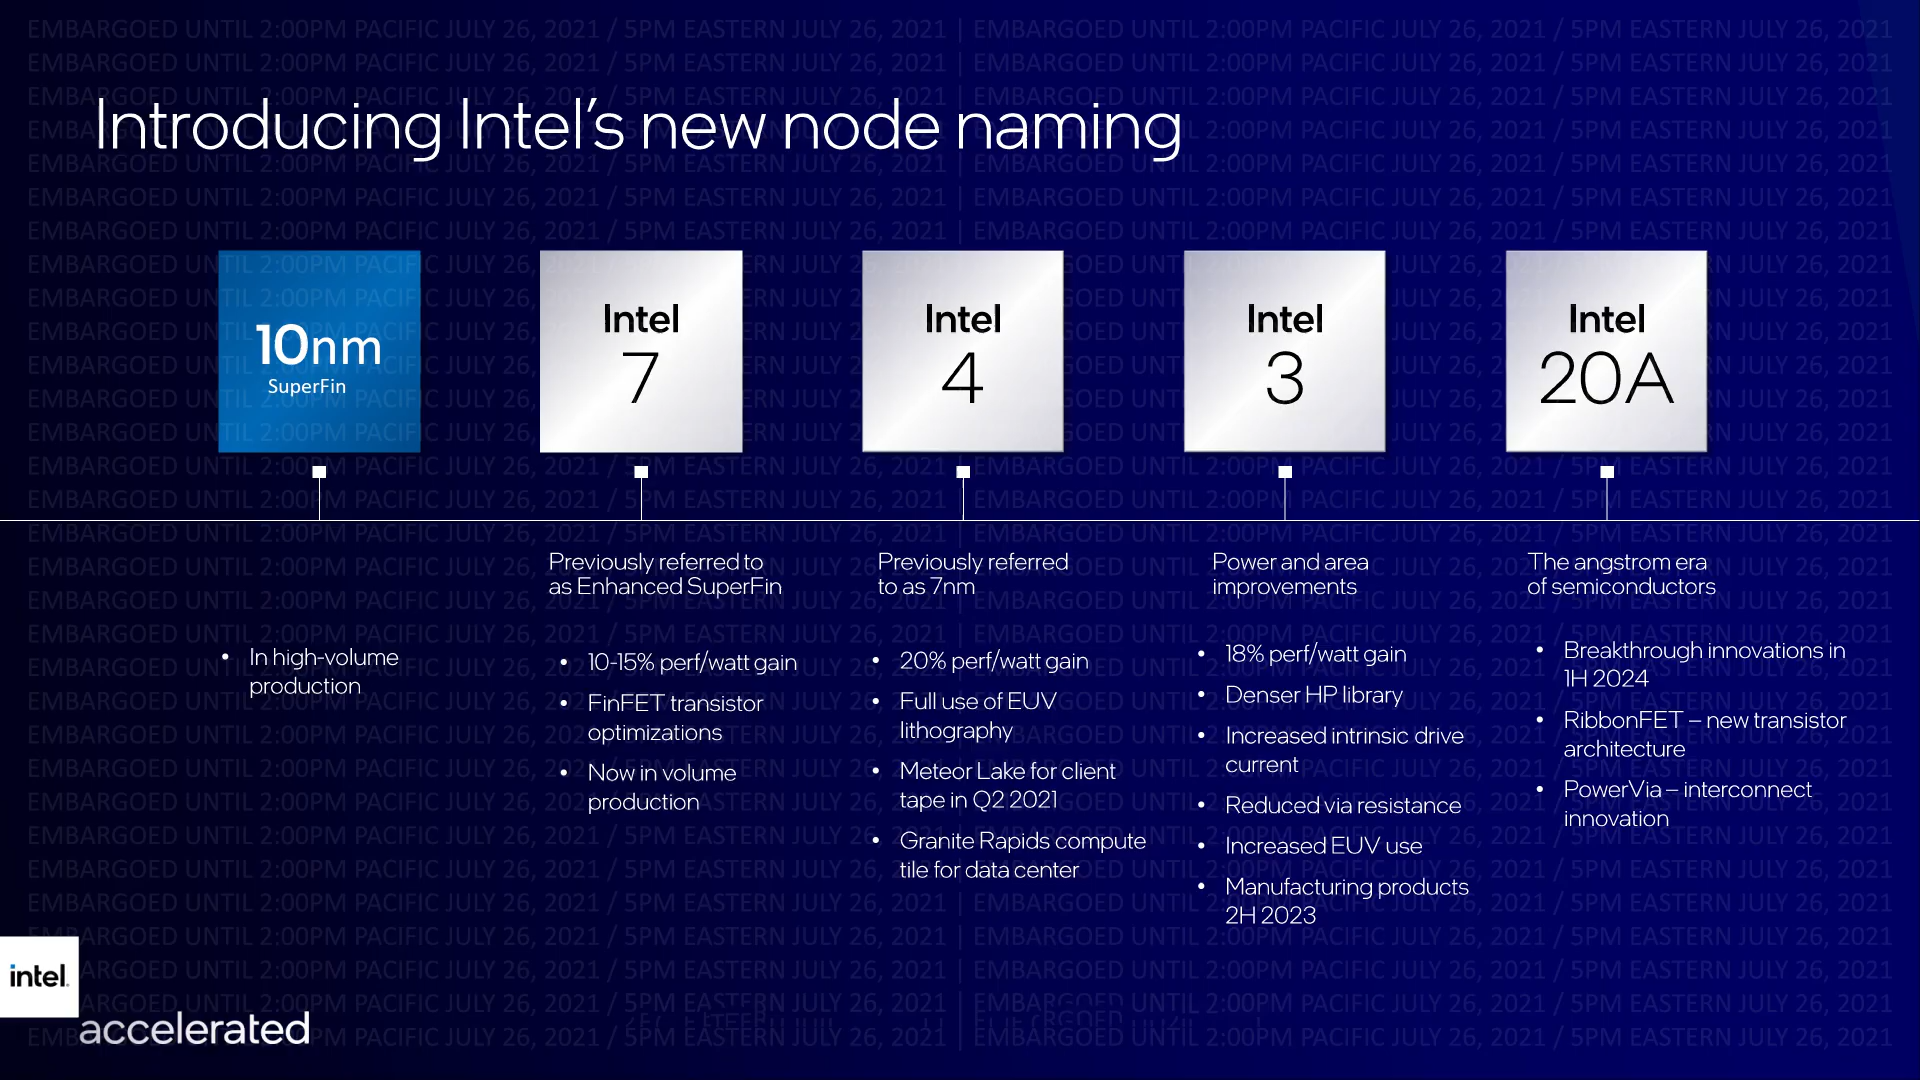 EMBARGOED UNTIL 2:00PM PACIFIC JULY 26, 2021 / 5PM EASTERN JULY 26, 2021 | EMBARGOED UNTIL 2:00PM PACIFIC JULY 26, 2021 / 5PM EASTERN JULY 26, 2021
Introducing Intel's new node naming
10nm
SuperFin
Intel
7
Intel
4
Intel
3
Intel
20A
In high-volume
production
Previously referred to
as Enhanced SuperFin
• 10-15% perf/watt gain
• FinFET transistor
optimizations
• Now in volume
production
Previously referred
to as 7nm
• 20% perf/watt gain
• Full use of EUV
lithography
• Meteor Lake for client
tape in Q2 2021
• Granite Rapids compute
tile for data center
Power and area
improvements
• 18% perf/watt gain
• Denser HP library
• Increased intrinsic drive
current
• Reduced via resistance
• Increased EUV use
• Manufacturing products
2H 2023
The angstrom era
of semiconductors
• Breakthrough innovations in
1H 2024
• RibbonFET – new transistor
architecture
• PowerVia – interconnect
innovation
intel.
accelerated